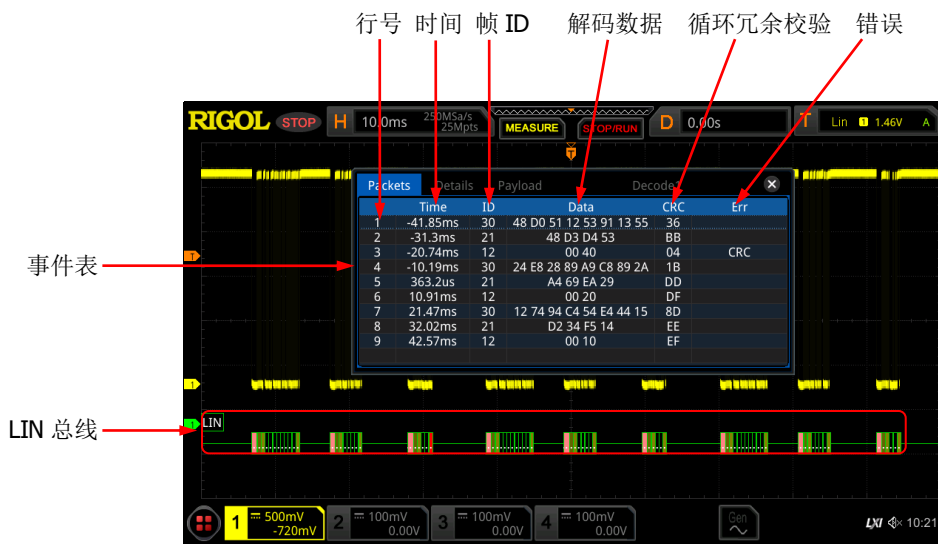 行号 时间 帧 ID 解码数据 循环冗余校验 错误
RIGOL STOP H 10.0ms 250MSa/s 25Mpts MEASURE STOP/RUN D 0.00s T Lin 1 1.46V A
T
Packets Details Payload Decode1
Time ID Data CRC Err
1 -41.85ms 30 48 D0 51 12 53 91 13 55 36
2 -31.3ms 21 48 D3 D4 53 BB
3 -20.74ms 12 00 40 04 CRC
4 -10.19ms 30 24 E8 28 89 A9 C8 89 2A 1B
5 363.2us 21 A4 69 EA 29 DD
6 10.91ms 12 00 20 DF
7 21.47ms 30 12 74 94 C4 54 E4 44 15 8D
8 32.02ms 21 D2 34 F5 14 EE
9 42.57ms 12 00 10 EF
T
事件表
1
1 LIN
LIN 总线
1 500mV -720mV 2 100mV 0.00V 3 100mV 0.00V 4 100mV 0.00V Gen LXI 10:21